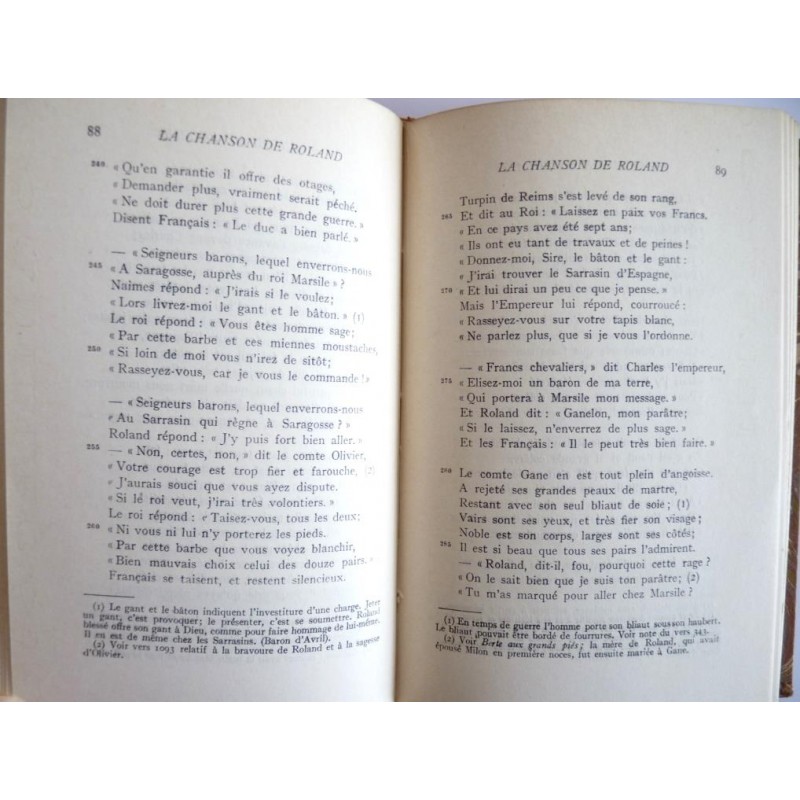 88
LA CHANSON DE ROLAND
240 « Qu'en garantie il offre des otages,
« Demander plus, vraiment serait péché.
« Ne doit durer plus cette grande guerre. »
Disent Français : « Le duc a bien parlé. »
— « Seigneurs barons, lequel enverrons-nous
245 « A Saragosse, auprès du roi Marsile » ?
Naimes répond : « J'irais si le voulez;
« Lors livrez-moi le gant et le bâton. » (1)
Le roi répond : « Vous êtes homme sage;
« Par cette barbe et ces miennes moustaches,
250 « Si loin de moi vous n'irez de sitôt;
« Rasseyez-vous, car je vous le commande ! »
— « Seigneurs barons, lequel enverrons-nous
« Au Sarrasin qui règne à Saragosse ? »
Roland répond : « J'y puis fort bien aller. »
255 — « Non, certes, non, » dit le comte Olivier,
« Votre courage est trop fier et farouche, (2)
« J'aurais souci que vous ayez dispute.
« Si le roi veut, j'irai très volontiers. »
Le roi répond : « Taisez-vous, tous les deux;
260 « Ni vous ni lui n'y porterez les pieds.
« Par cette barbe que vous voyez blanchir,
« Bien mauvais choix celui des douze pairs. »
Français se taisent, et restent silencieux.
(1) Le gant et le bâton indiquent l'investiture d'une charge. Jeter
un gant, c'est provoquer; le présenter, c'est se soumettre. Roland
blessé offre son gant à Dieu, comme pour faire hommage de lui-même.
Il en est de même chez les Sarrasins. (Baron d'Avril).
(2) Voir vers 1093 relatif à la bravoure de Roland et à la sagesse
d'Olivier.
LA CHANSON DE ROLAND
89
Turpin de Reims s'est levé de son rang,
265 Et dit au Roi : « Laissez en paix vos Francs.
« En ce pays avez été sept ans;
« Ils ont eu tant de travaux et de peines !
« Donnez-moi, Sire, le bâton et le gant :
« J'irai trouver le Sarrasin d'Espagne,
270 « Et lui dirai un peu ce que je pense. »
Mais l'Empereur lui répond, courroucé :
« Rasseyez-vous sur votre tapis blanc,
« Ne parlez plus, que si je vous l'ordonne.
— « Francs chevaliers, » dit Charles l'empereur,
275 « Elisez-moi un baron de ma terre,
« Qui portera à Marsile mon message. »
Et Roland dit : « Ganelon, mon parâtre;
« Si le laissez, n'enverrez de plus sage. »
Et les Français : « Il le peut très bien faire. »
280 Le comte Gane en est tout plein d'angoisse.
A rejeté ses grandes peaux de martre,
Restant avec son seul bliaut de soie; (1)
Vairs sont ses yeux, et très fier son visage;
Noble est son corps, larges sont ses côtés;
285 Il est si beau que tous ses pairs l'admirent.
— « Roland, dit-il, fou, pourquoi cette rage ?
« On le sait bien que je suis ton parâtre; (2)
« Tu m'as marqué pour aller chez Marsile ?
(1) En temps de guerre l'homme porte son bliaut sous son haubert.
Le bliaut pouvait être bordé de fourrures. Voir note du vers 343.
(2) Voir Berte aux grands piés; la mère de Roland, qui avait
épousé Milon en première noces, fut ensuite mariée à Gane.